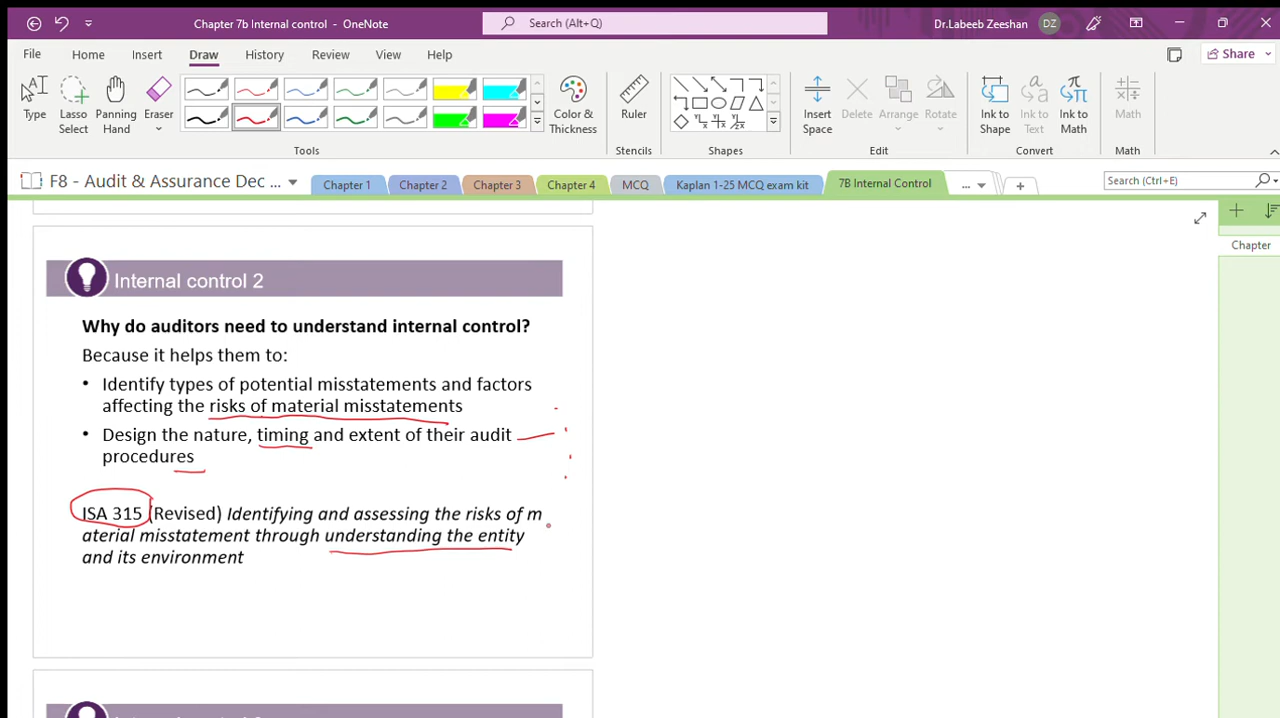 Chapter 7b Internal control - OneNote
Search (Alt+Q)
Dr.Labeeb Zeeshan
DZ
File
Home
Insert
Draw
History
Review
View
Help
Share
Type
Lasso
Select
Panning
Hand
Eraser
Color &
Thickness
Ruler
Insert
Space
Delete
Arrange
Rotate
Ink to
Shape
Ink to
Text
Ink to
Math
Math
Tools
Stencils
Shapes
Edit
Convert
Math
F8 - Audit & Assurance Dec ...
Chapter 1
Chapter 2
Chapter 3
Chapter 4
MCQ
Kaplan 1-25 MCQ exam kit
7B Internal Control
...
Search (Ctrl+E)
Chapter
Internal control 2
Why do auditors need to understand internal control?
Because it helps them to:
• Identify types of potential misstatements and factors
affecting the risks of material misstatements
• Design the nature, timing and extent of their audit
procedures
ISA 315 (Revised) Identifying and assessing the risks of m
aterial misstatement through understanding the entity
and its environment